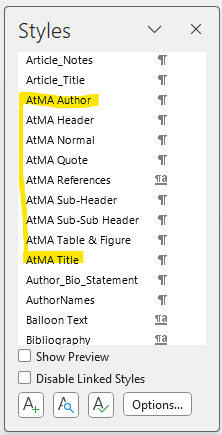 Styles
Article_Notes ¶
Article_Title ¶
AtMA Author ¶
AtMA Header ¶
AtMA Normal ¶
AtMA Quote ¶
AtMA References ¶a
AtMA Sub-Header ¶
AtMA Sub-Sub Header ¶
AtMA Table & Figure ¶
AtMA Title ¶
Author_Bio_Statement ¶
AuthorNames ¶
Balloon Text ¶a
Bibliography ¶a
Show Preview
Disable Linked Styles
A A A Options...